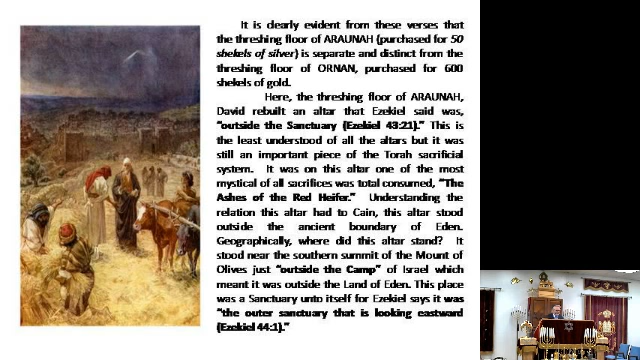 It is clearly evident from these verses that
the threshing floor of ARAUNAH (purchased for 50
shekels of silver) is separate and distinct from the
threshing floor of ORNAN, purchased for 600
shekels of gold.
Here, the threshing floor of ARAUNAH,
David rebuilt an altar that Ezekiel said was,
“outside the Sanctuary (Ezekiel 43:21).” This is
the least understood of all the altars but it was
still an important piece of the Torah sacrificial
system. It was on this altar one of the most
mystical of all sacrifices was total consumed, “The
Ashes of the Red Heifer.” Understanding the
relation this altar had to Cain, this altar stood
outside the ancient boundary of Eden.
Geographically, where did this altar stand? It
stood near the southern summit of the Mount of
Olives just “outside the Camp” of Israel which
meant it was outside the Land of Eden. This place
was a Sanctuary unto itself for Ezekiel says it was
“the outer sanctuary that is looking eastward
(Ezekiel 44:1).”